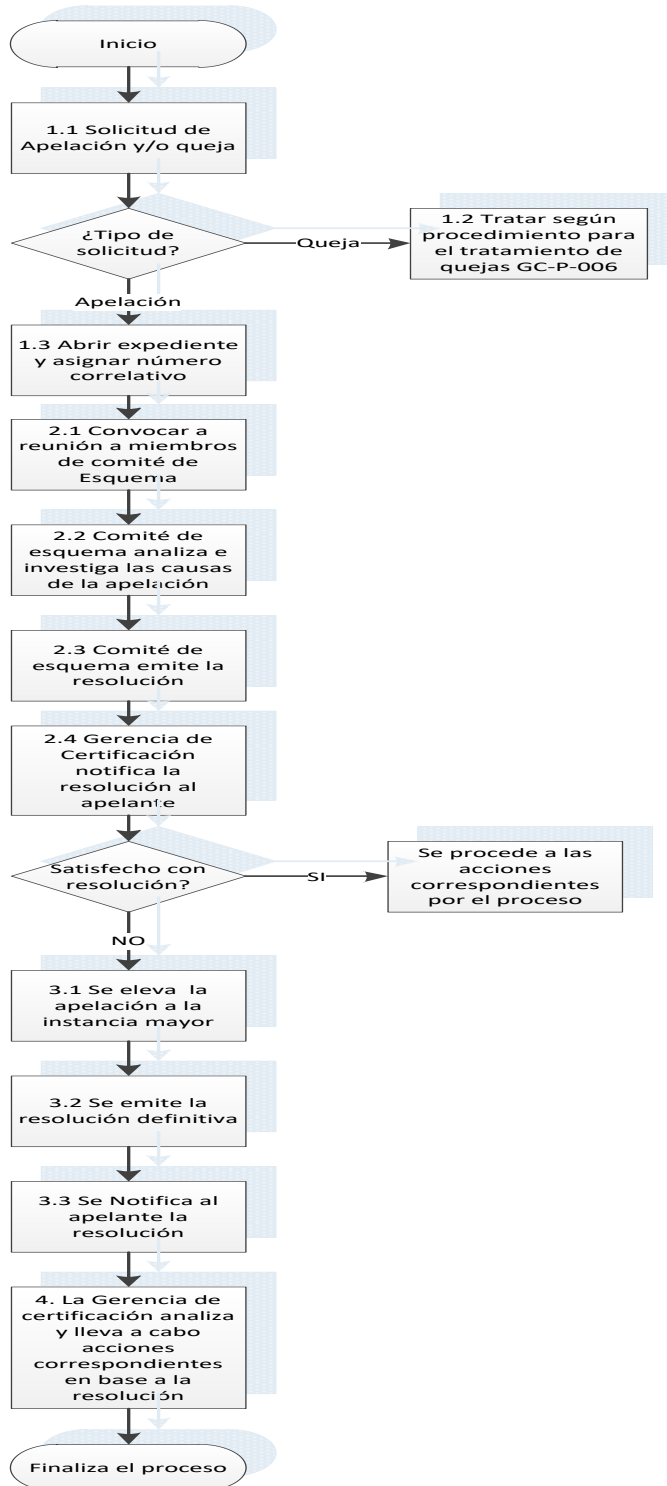 Inicio
1.1 Solicitud de
Apelación y/o queja
¿Tipo de
solicitud?
Queja
1.2 Tratar según
procedimiento para
el tratamiento de
quejas GC-P-006
Apelación
1.3 Abrir expediente
y asignar número
correlativo
2.1 Convocar a
reunión a miembros
de comité de
Esquema
2.2 Comité de
esquema analiza e
investiga las causas
de la apelación
2.3 Comité de
esquema emite la
resolución
2.4 Gerencia de
Certificación
notifica la
resolución al
apelante
Satisfecho con
resolución?
SI
Se procede a las
acciones
correspondientes
por el proceso
NO
3.1 Se eleva la
apelación a la
instancia mayor
3.2 Se emite la
resolución definitiva
3.3 Se Notifica al
apelante la
resolución
4. La Gerencia de
certificación analiza
y lleva a cabo
acciones
correspondientes
en base a la
resolución
Finaliza el proceso